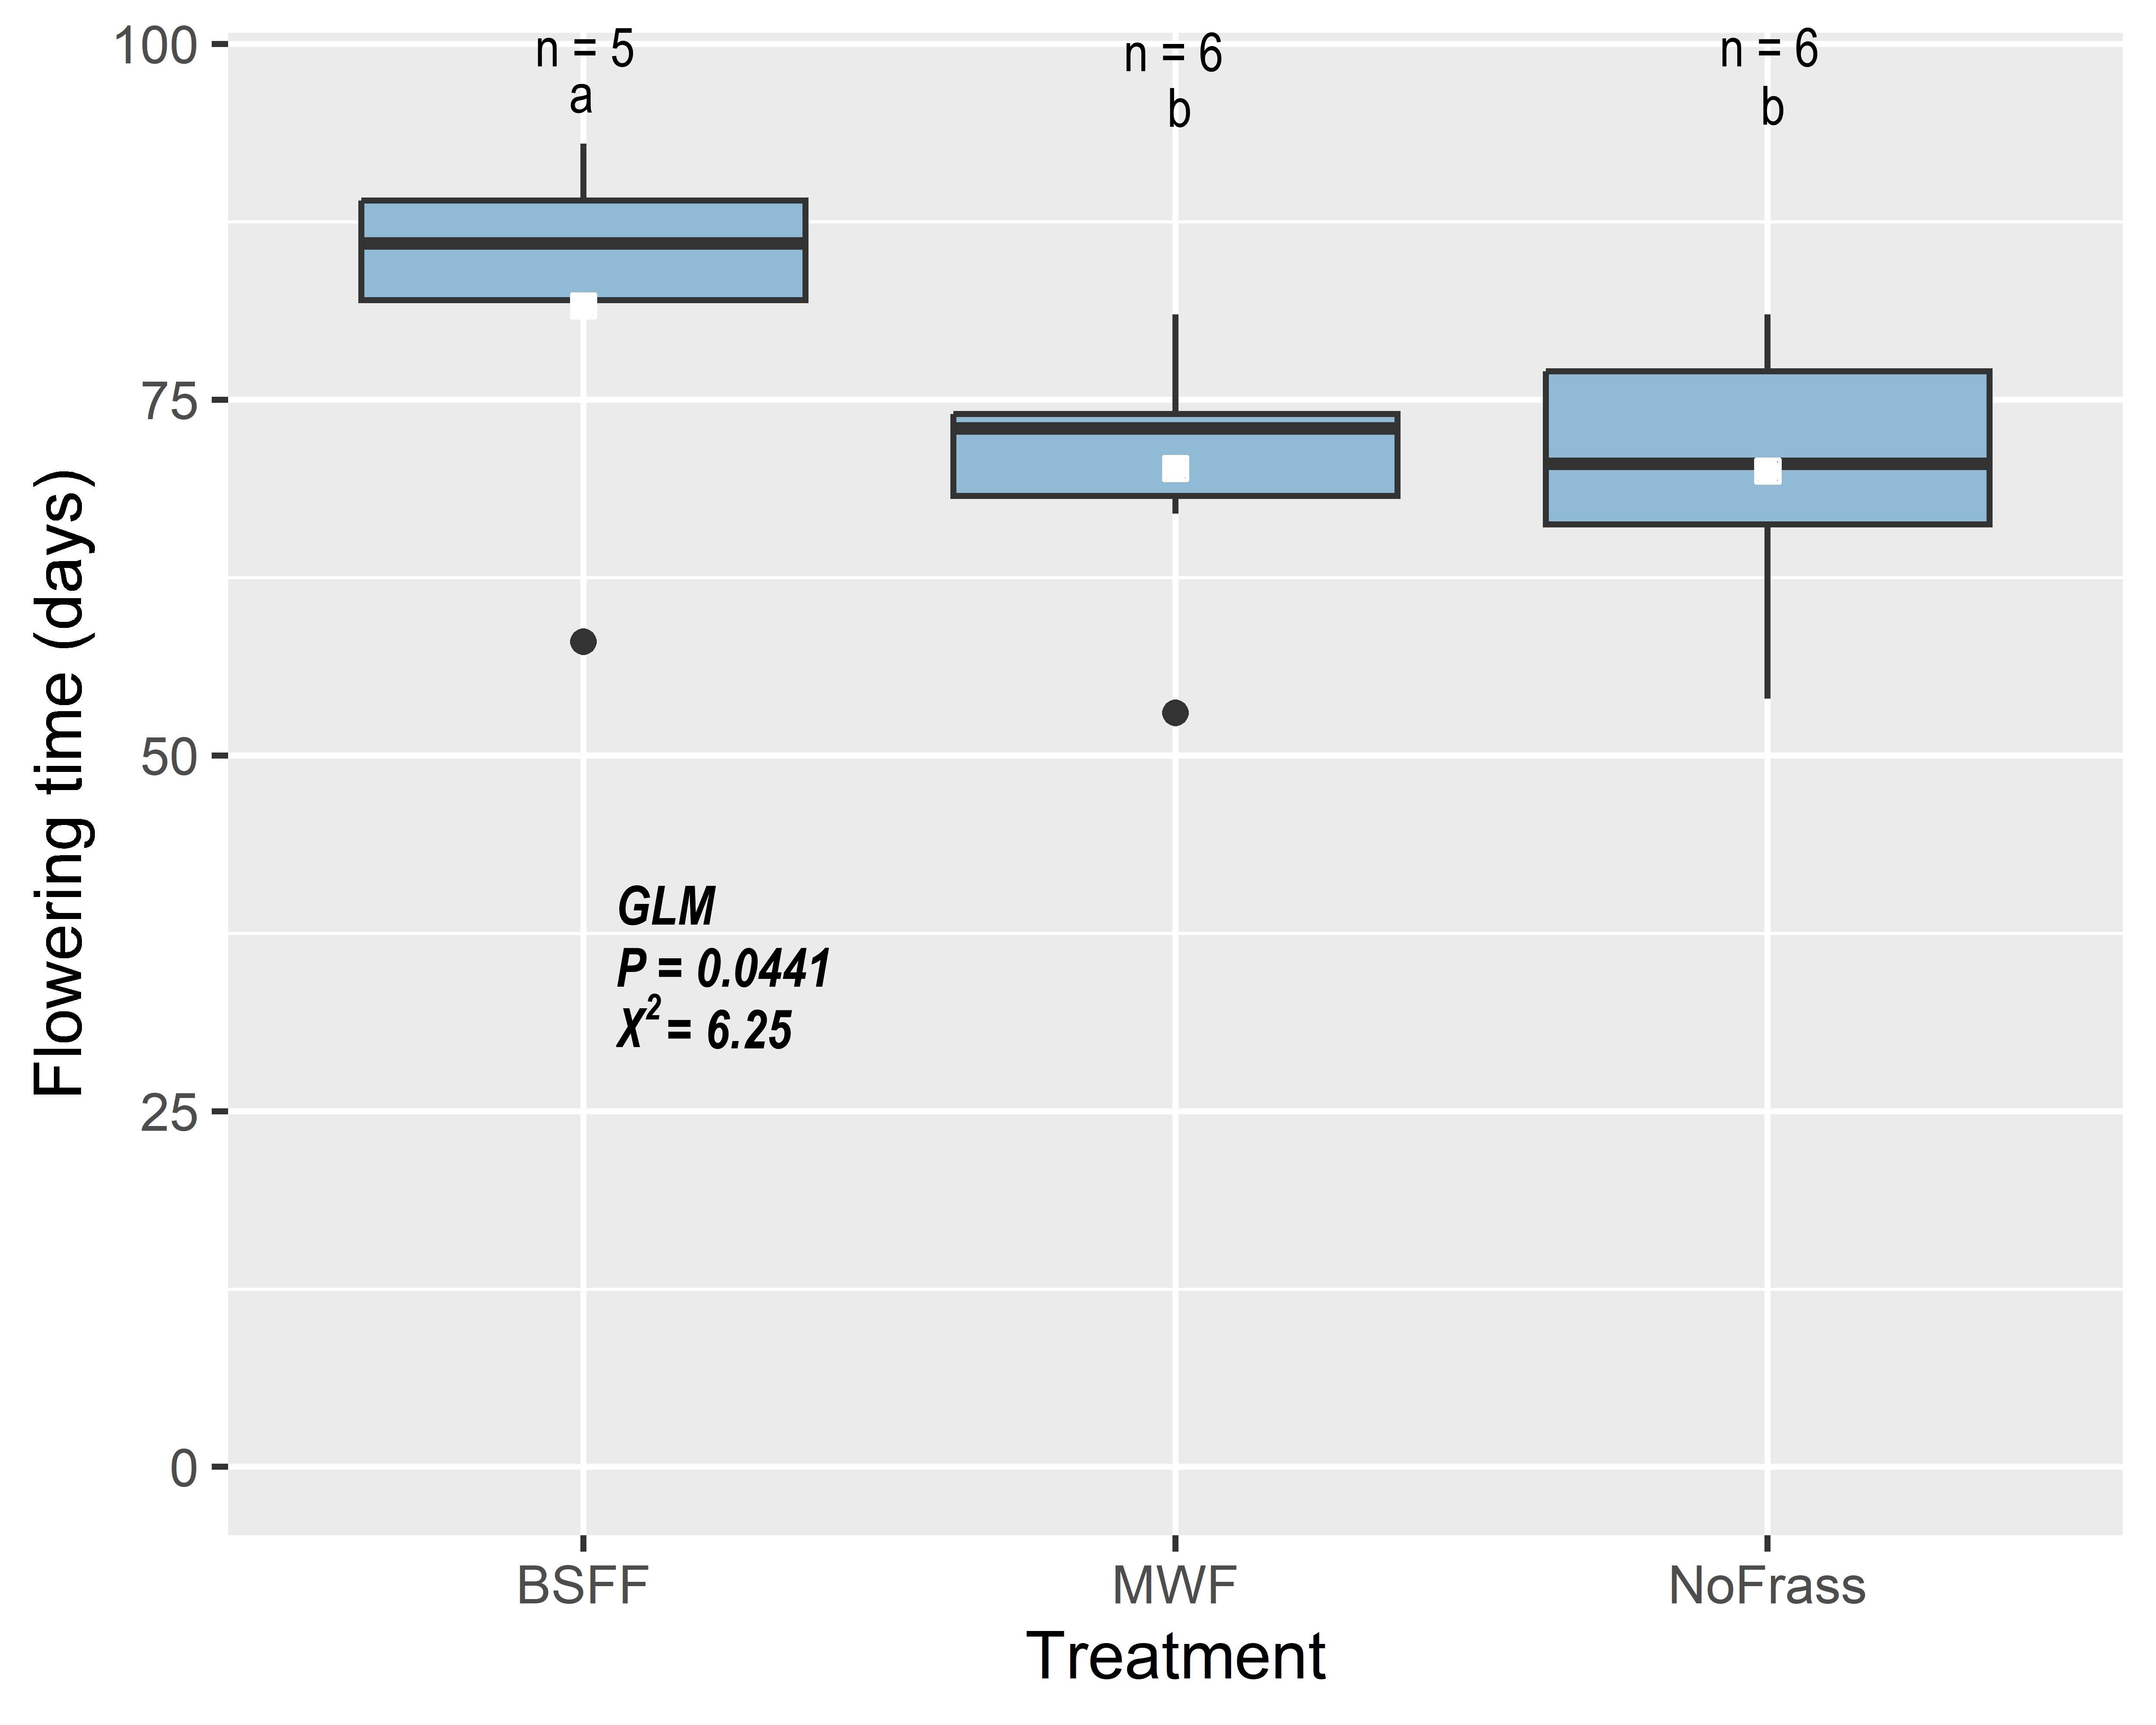 100
n = 5
n = 6
n = 6
a
b
b
75
Flowering time (days)
50
GLM
P = 0.0441
X² = 6.25
25
0
BSFF
MWF
NoFrass
Treatment